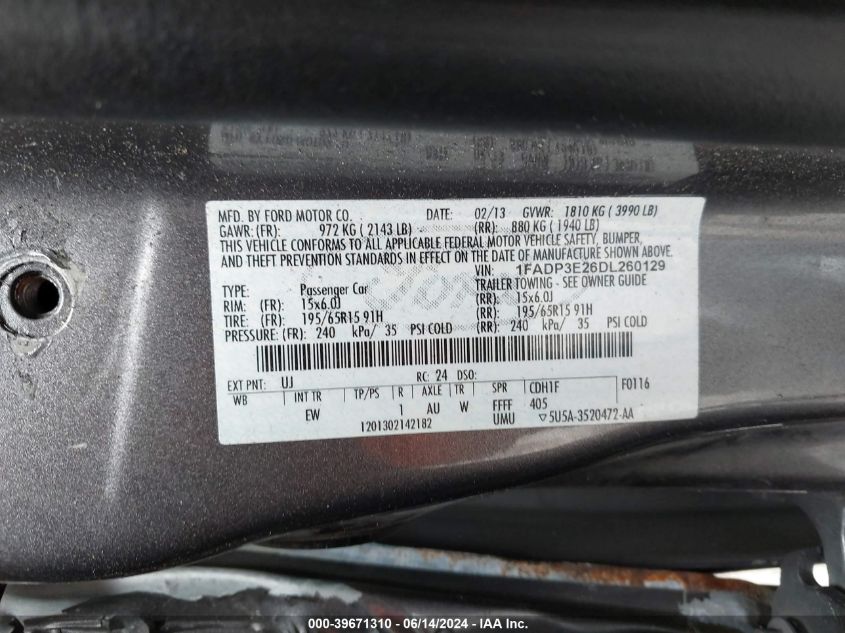 MFD. BY FORD MOTOR CO. DATE: 02/13 GVWR: 1810 KG ( 3990 LB)
GAWR: (FR): 972 KG ( 2143 LB) (RR): 880 KG ( 1940 LB)
THIS VEHICLE CONFORMS TO ALL APPLICABLE FEDERAL MOTOR VEHICLE SAFETY, BUMPER,
AND THEFT PREVENTION STANDARDS IN EFFECT ON THE DATE OF MANUFACTURE SHOWN ABOVE.
VIN: 1FADP3E26DL260129
TYPE: Passenger Car TRAILER TOWING - SEE OWNER GUIDE
RIM: (FR): 15x6.0J (RR): 15x6.0J
TIRE: (FR): 195/65R15 91H (RR): 195/65R15 91H
PRESSURE: (FR): 240 kPa/ 35 PSI COLD (RR): 240 kPa/ 35 PSI COLD
EXT PNT: UJ RC: 24 DSO:
WB INT TR TP/PS R AXLE TR SPR CDH1F F0116
EW 1 AU W FFFF 405
1201302142182 UMU ▽5U5A-3520472-AA
000-39671310 / 06/14/2024 - IAAI Inc.